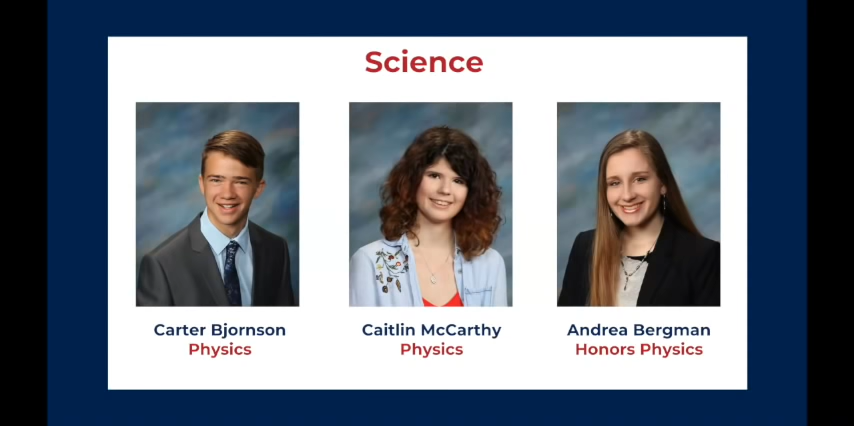 Science
Carter Bjornson
Physics
Caitlin McCarthy
Physics
Andrea Bergman
Honors Physics